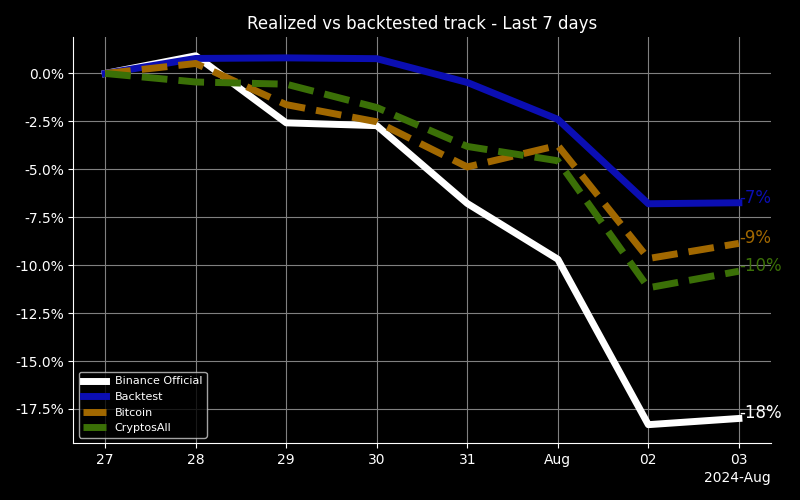 Realized vs backtested track - Last 7 days
0.0%
-2.5%
-5.0%
-7.5%
-10.0%
-12.5%
-15.0%
-17.5%
-7%
-9%
-10%
-18%
Binance Official
Backtest
Bitcoin
CryptosAll
27 28 29 30 31 Aug 02 03
2024-Aug